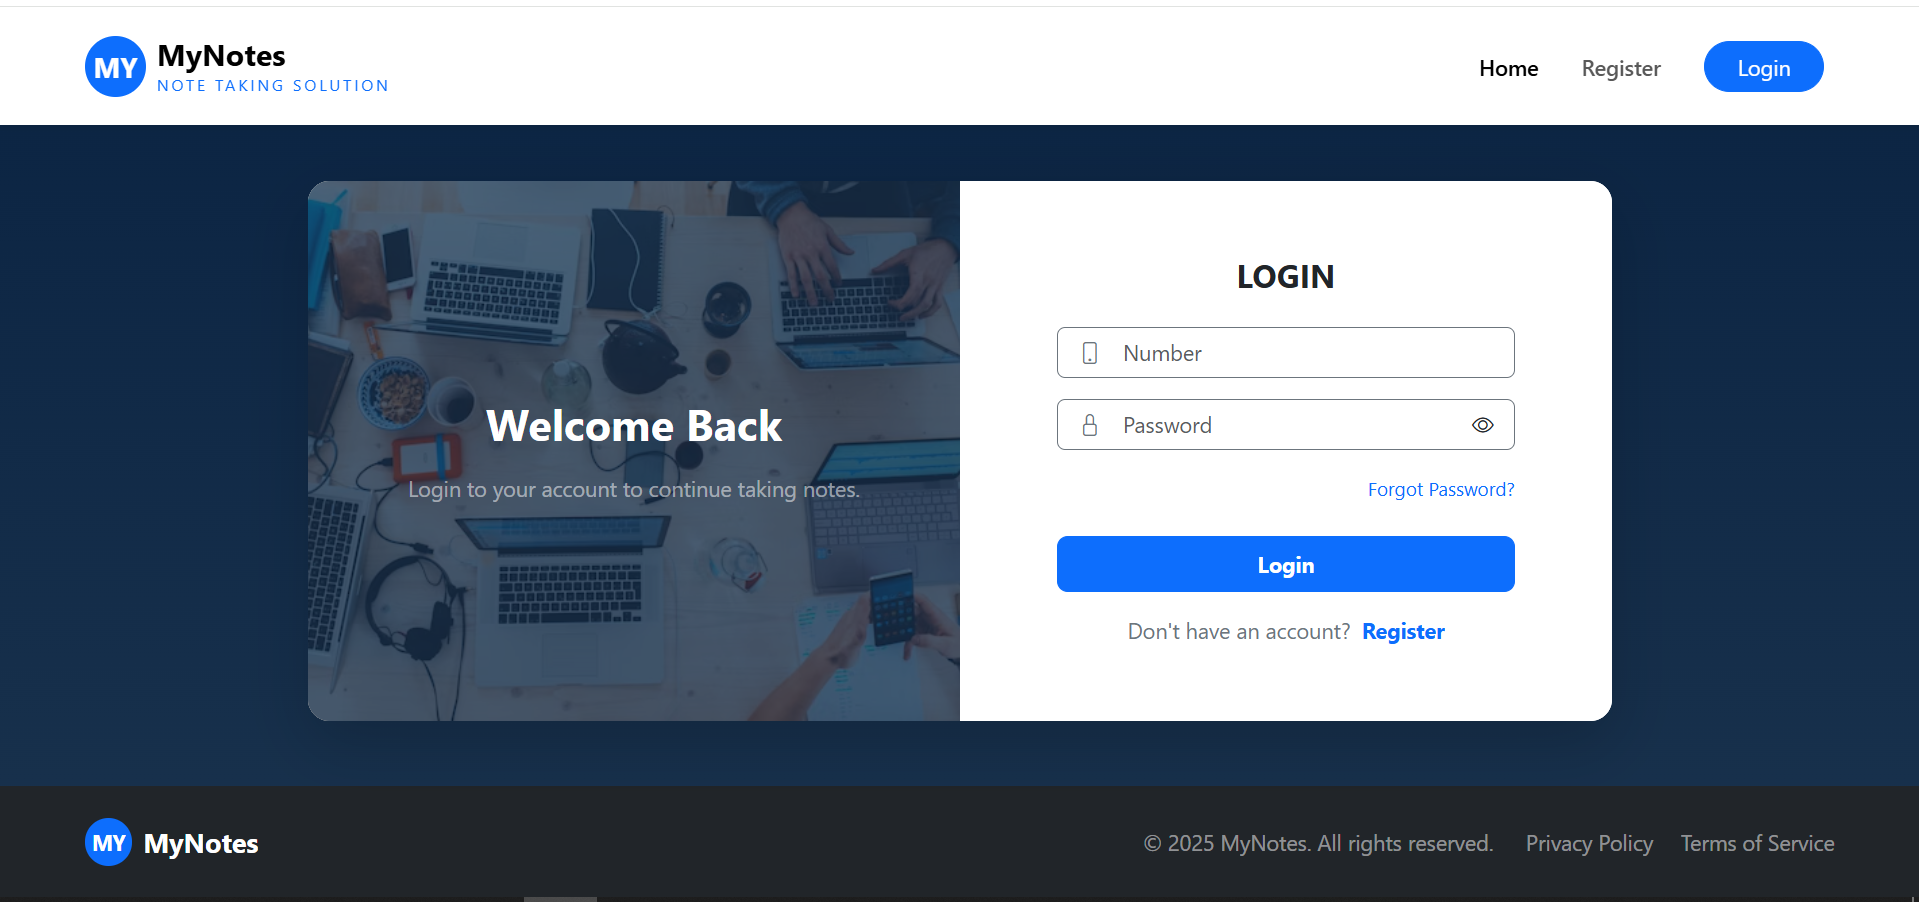 MY MyNotes
NOTE TAKING SOLUTION
Home Register Login
Welcome Back
Login to your account to continue taking notes.
LOGIN
Number
Password
Forgot Password?
Login
Don't have an account? Register
MY MyNotes
© 2025 MyNotes. All rights reserved. Privacy Policy Terms of Service